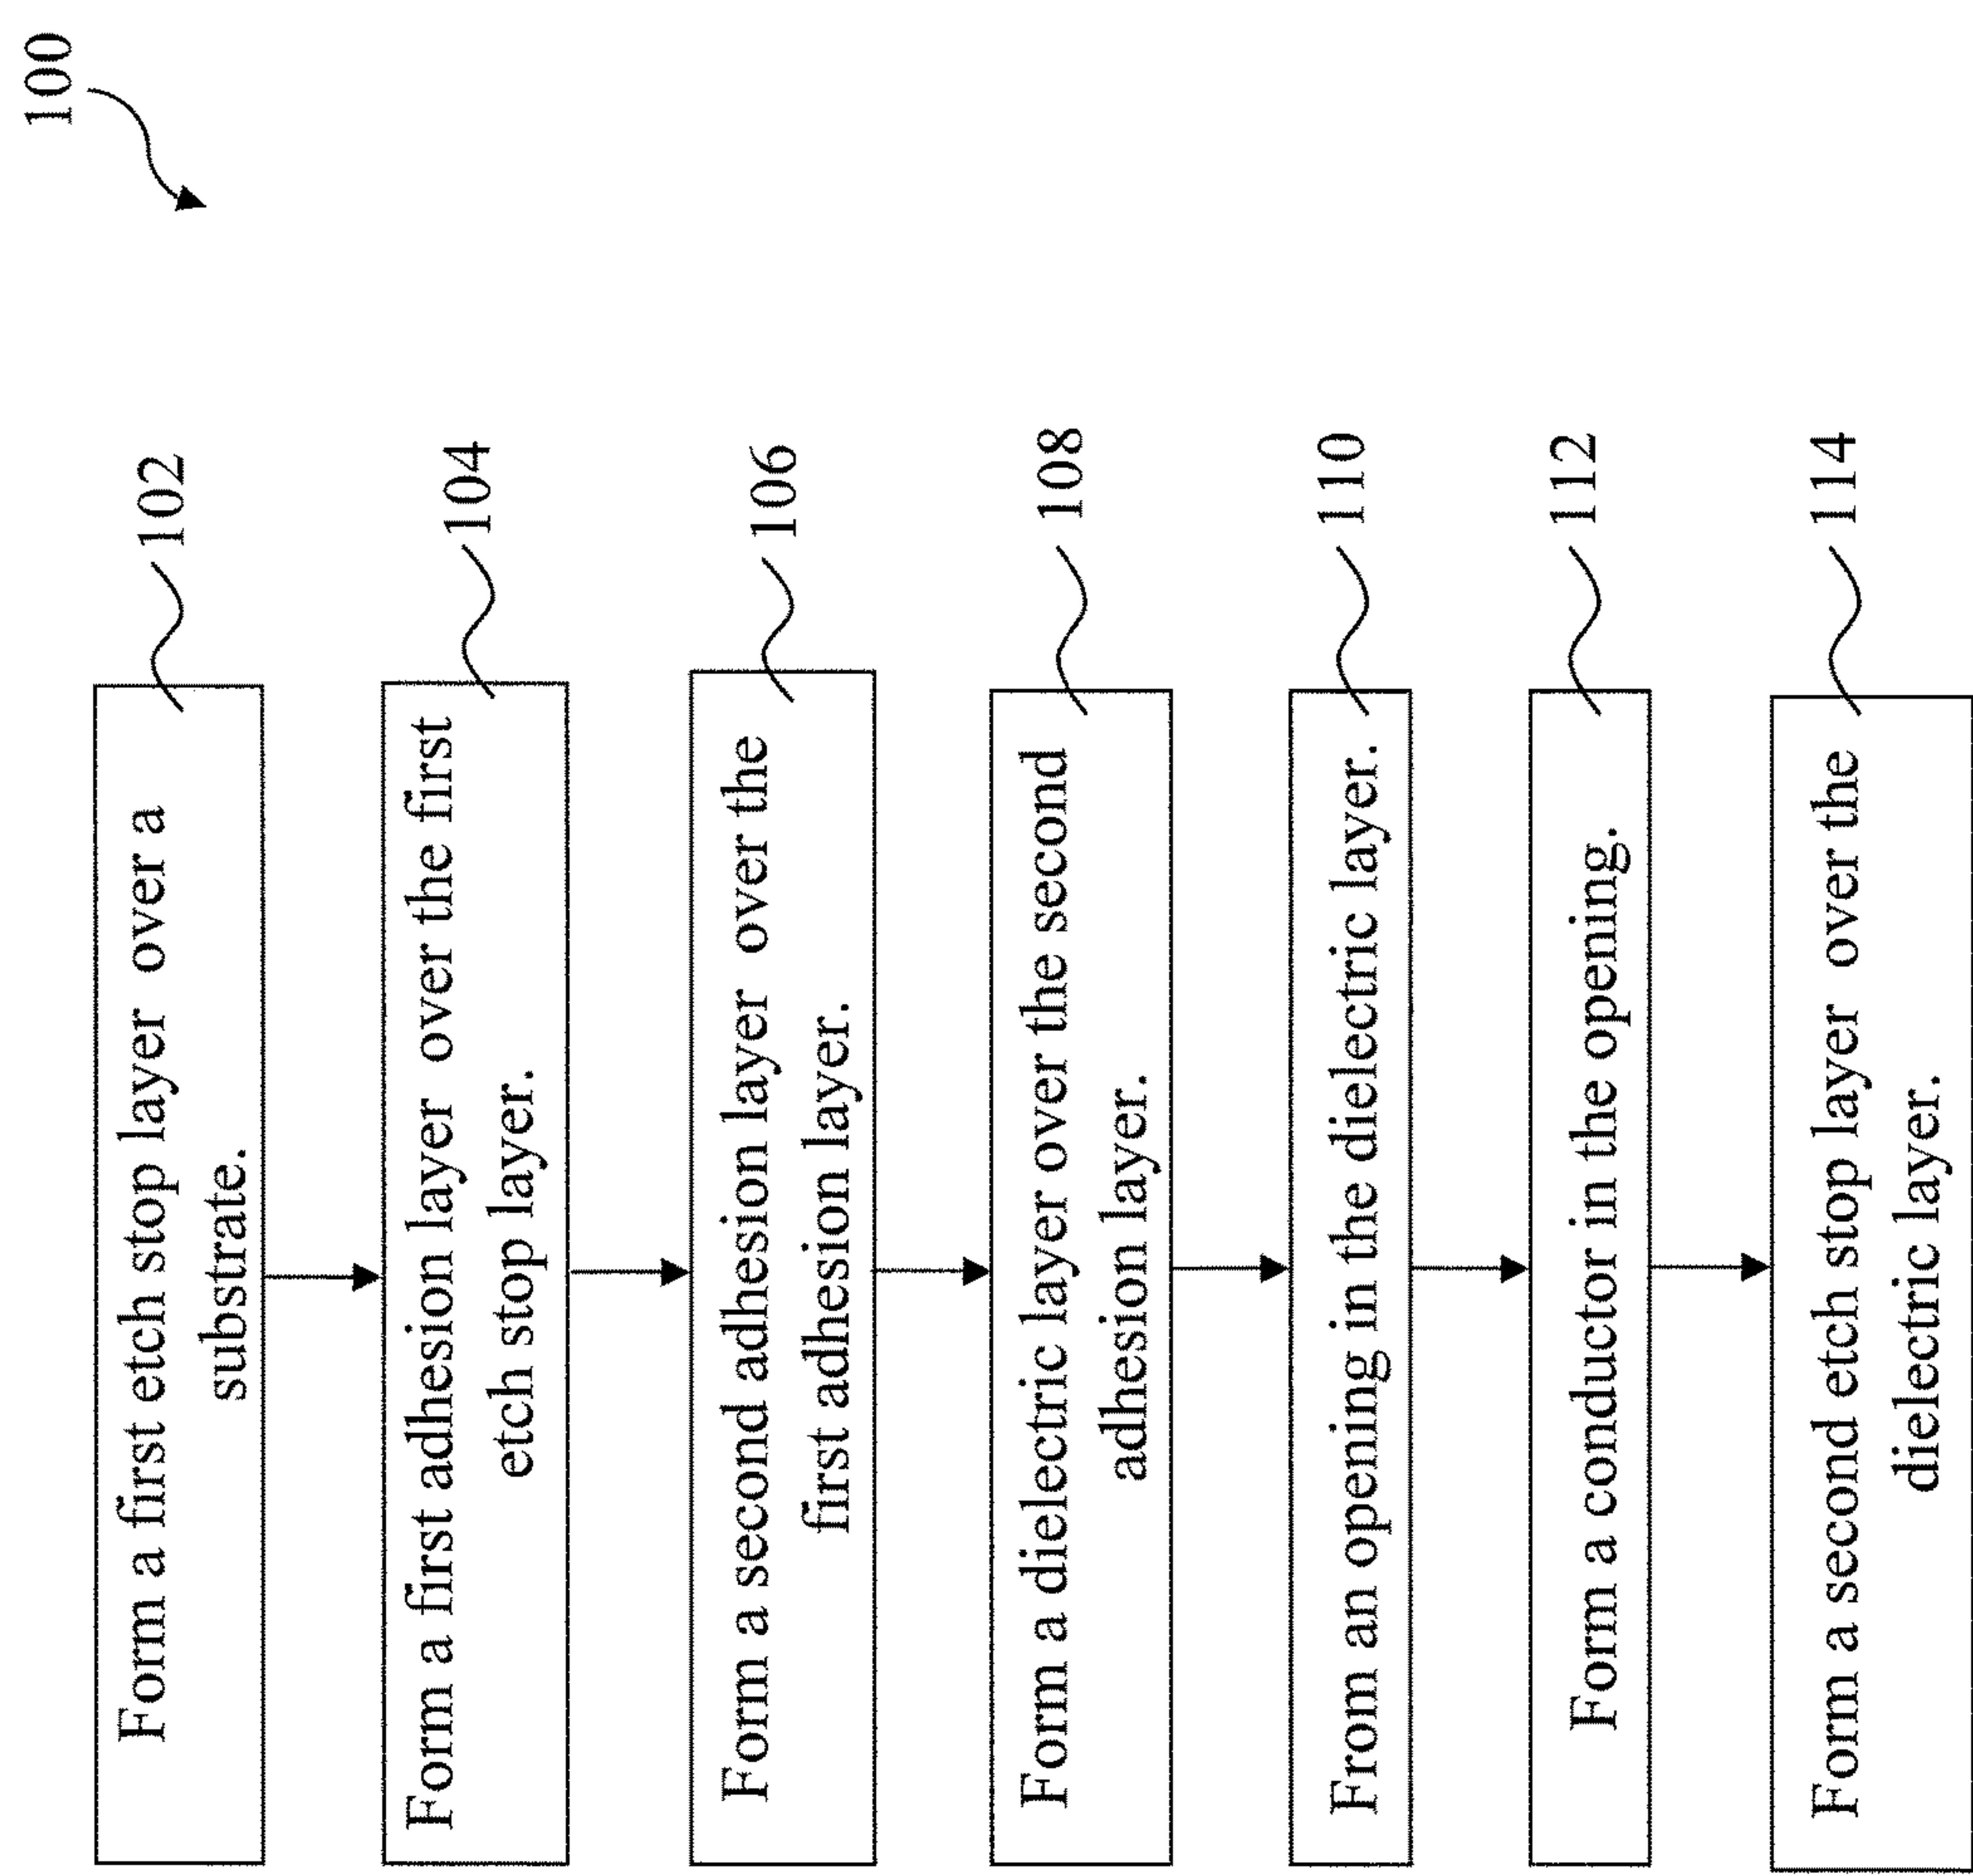 100
Form a first etch stop layer over a
substrate.
102
Form a first adhesion layer over the first
etch stop layer.
104
Form a second adhesion layer over the
first adhesion layer.
106
Form a dielectric layer over the second
adhesion layer.
108
From an opening in the dielectric layer.
110
Form a conductor in the opening.
112
Form a second etch stop layer over the
dielectric layer.
114